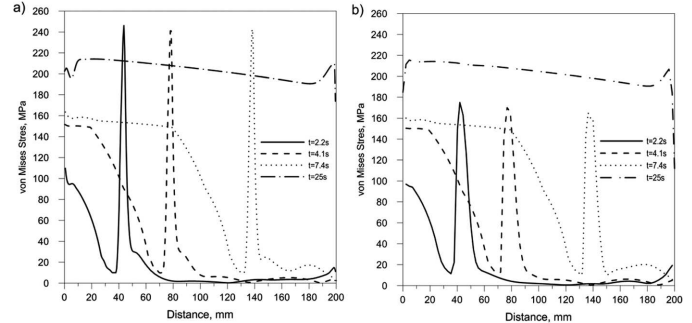 a)
260
240
220
200
180
160
140
120
100
80
60
40
20
0
von Mises Stres, MPa
t=2.2s
t=4.1s
t=7.4s
t=25s
0 20 40 60 80 100 120 140 160 180 200
Distance, mm
b)
260
240
220
200
180
160
140
120
100
80
60
40
20
0
von Mises Stres, MPa
t=2.2s
t=4.1s
t=7.4s
t=25s
0 20 40 60 80 100 120 140 160 180 200
Distance, mm